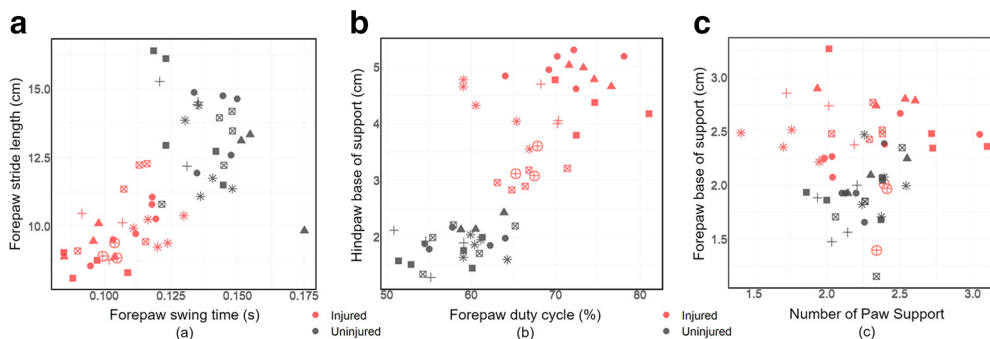 a
b
c
Forepaw stride length (cm)
15.0
12.5
10.0
0.100
0.125
0.150
0.175
Forepaw swing time (s)
(a)
Injured
Uninjured
Hindpaw base of support (cm)
5
4
3
2
50
60
70
80
Forepaw duty cycle (%)
(b)
Injured
Uninjured
Forepaw base of support (cm)
3.0
2.5
2.0
1.5
1.5
2.0
2.5
3.0
Number of Paw Support
(c)